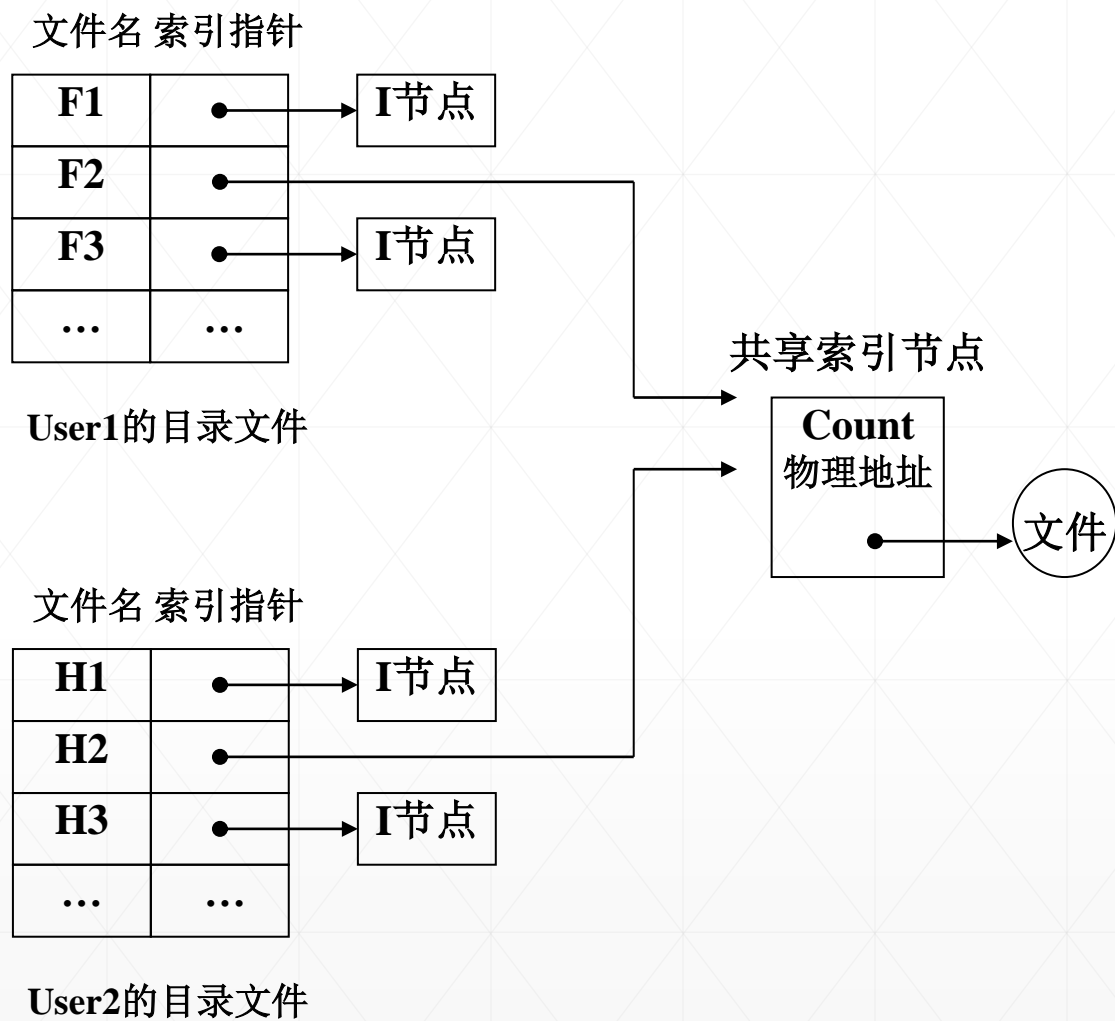 文件名 索引指针
F1
I节点
F2
F3
I节点
… …
User1的目录文件
共享索引节点
Count
物理地址
文件
文件名 索引指针
H1
I节点
H2
H3
I节点
… …
User2的目录文件